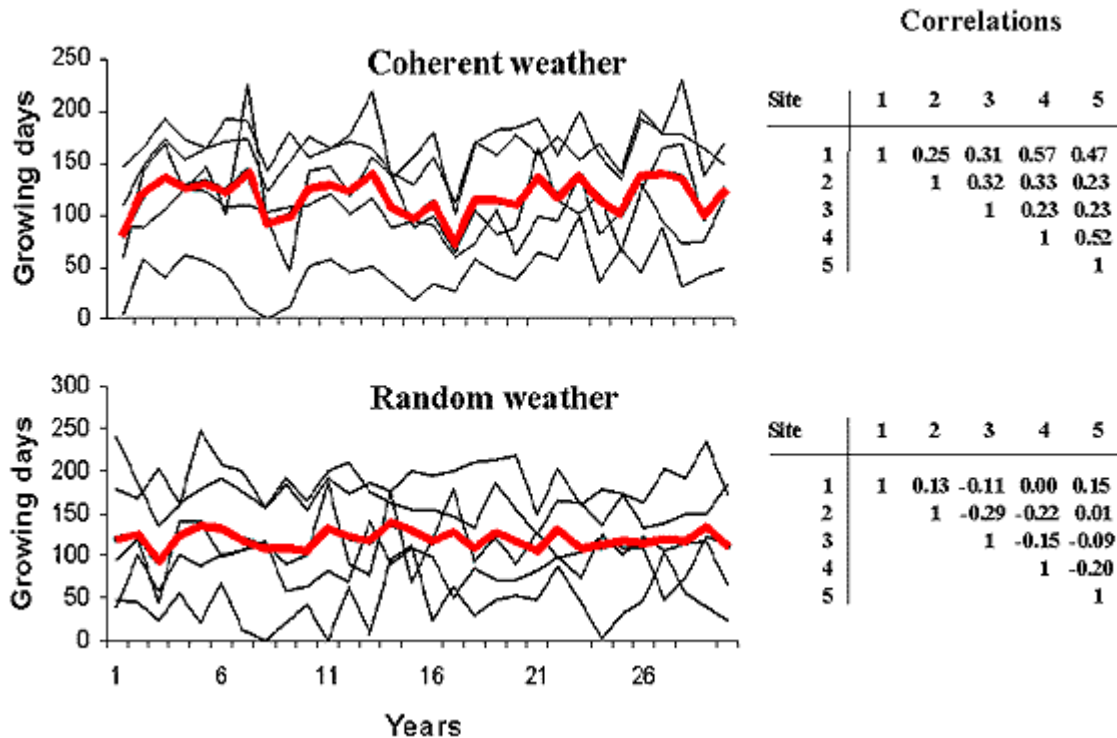 Correlations
Coherent weather
Growing days
250
200
150
100
50
0
Site 1 2 3 4 5
1 1 0.25 0.31 0.57 0.47
2 1 0.32 0.33 0.23
3 1 0.23 0.23
4 1 0.52
5 1
Random weather
Growing days
300
250
200
150
100
50
0
1 6 11 16 21 26
Years
Site 1 2 3 4 5
1 1 0.13 -0.11 0.00 0.15
2 1 -0.29 -0.22 0.01
3 1 -0.15 -0.09
4 1 -0.20
5 1